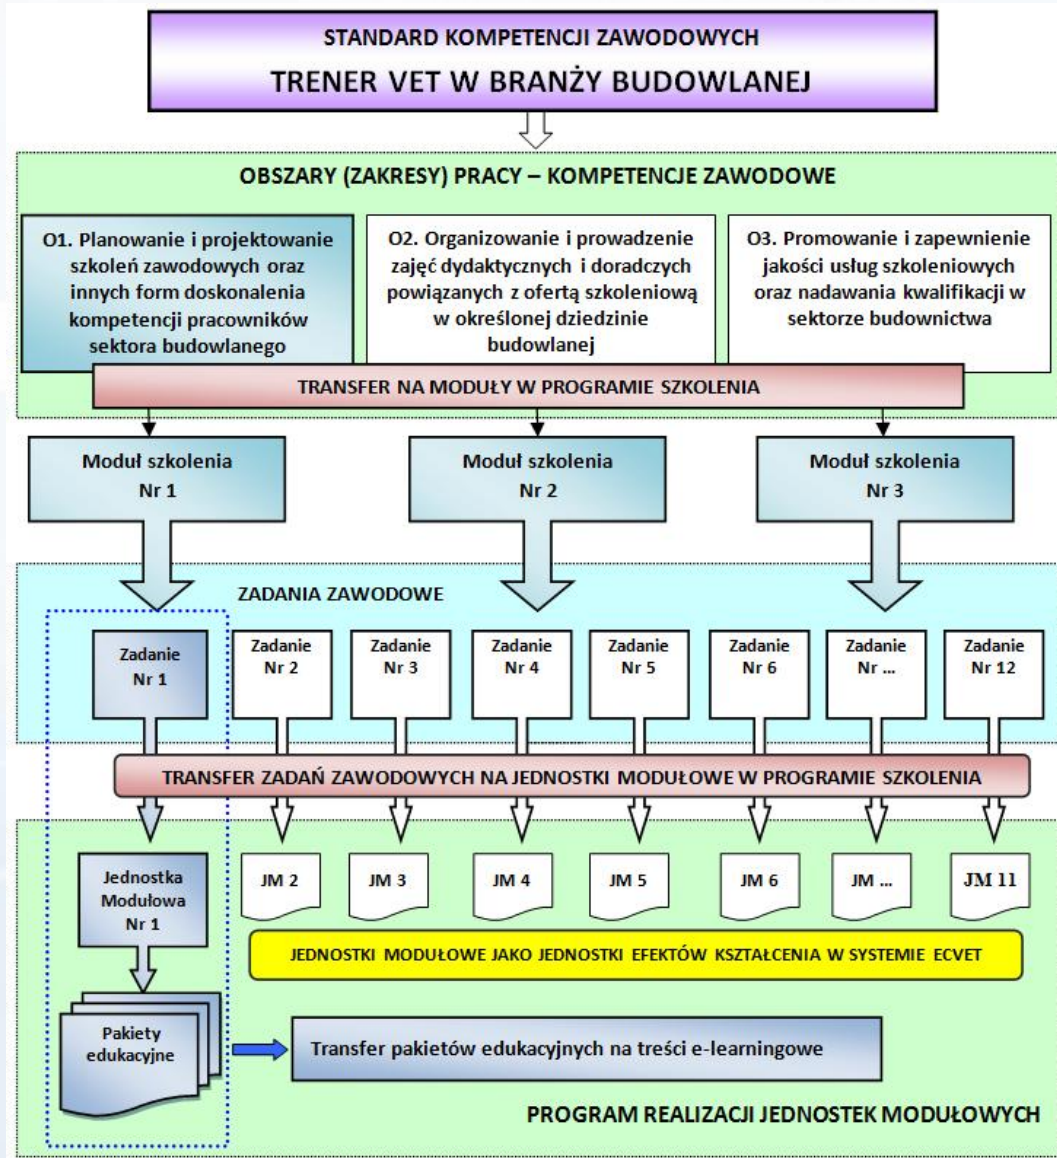 STANDARD KOMPETENCJI ZAWODOWYCH
TRENER VET W BRANŻY BUDOWLANEJ
OBSZARY (ZAKRESY) PRACY – KOMPETENCJE ZAWODOWE
O1. Planowanie i projektowanie
szkoleń zawodowych oraz
innych form doskonalenia
kompetencji pracowników
sektora budowlanego
O2. Organizowanie i prowadzenie
zajęć dydaktycznych i doradczych
powiązanych z ofertą szkoleniową
w określonej dziedzinie
budowlanej
O3. Promowanie i zapewnienie
jakości usług szkoleniowych
oraz nadawania kwalifikacji w
sektorze budownictwa
TRANSFER NA MODUŁY W PROGRAMIE SZKOLENIA
Moduł szkolenia
Nr 1
Moduł szkolenia
Nr 2
Moduł szkolenia
Nr 3
ZADANIA ZAWODOWE
Zadanie
Nr 1
Zadanie
Nr 2
Zadanie
Nr 3
Zadanie
Nr 4
Zadanie
Nr 5
Zadanie
Nr 6
Zadanie
Nr ...
Zadanie
Nr 12
TRANSFER ZADAŃ ZAWODOWYCH NA JEDNOSTKI MODUŁOWE W PROGRAMIE SZKOLENIA
Jednostka
Modułowa
Nr 1
JM 2
JM 3
JM 4
JM 5
JM 6
JM ...
JM 11
JEDNOSTKI MODUŁOWE JAKO JEDNOSTKI EFEKTÓW KSZTAŁCENIA W SYSTEMIE ECVET
Pakiety
edukacyjne
Transfer pakietów edukacyjnych na treści e-learningowe
PROGRAM REALIZACJI JEDNOSTEK MODUŁOWYCH